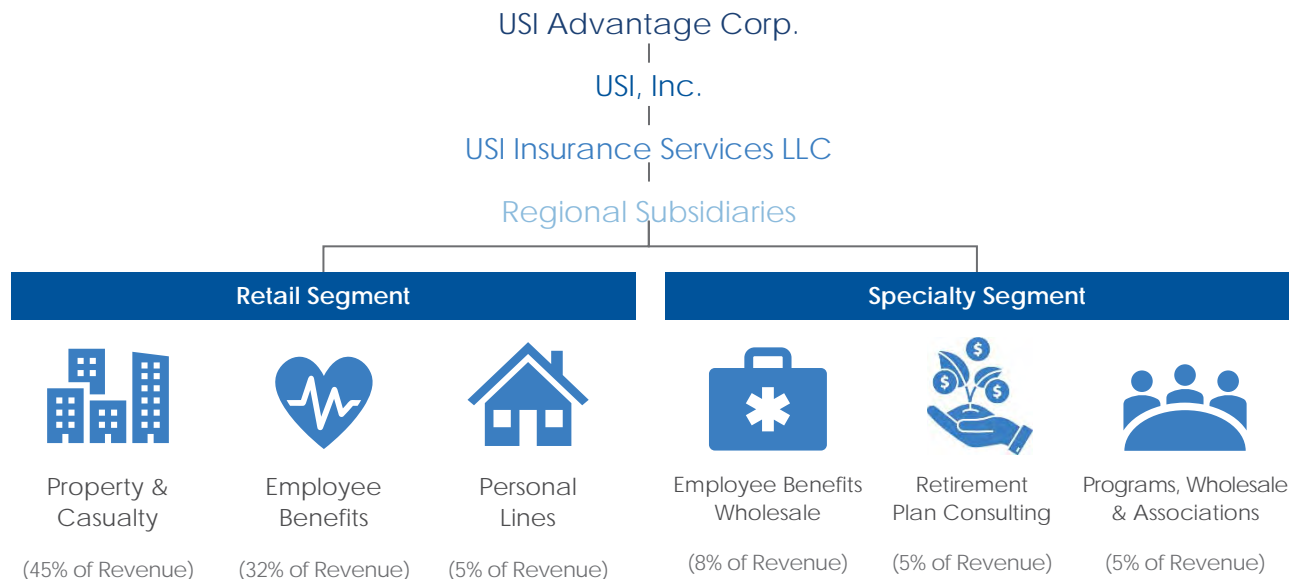 USI Advantage Corp.
USI, Inc.
USI Insurance Services LLC
Regional Subsidiaries
Retail Segment
Property &
Casualty
(45% of Revenue)
Employee
Benefits
(32% of Revenue)
Personal
Lines
(5% of Revenue)
Specialty Segment
Employee Benefits
Wholesale
(8% of Revenue)
$
$
$
Retirement
Plan Consulting
(5% of Revenue)
Programs, Wholesale
& Associations
(5% of Revenue)